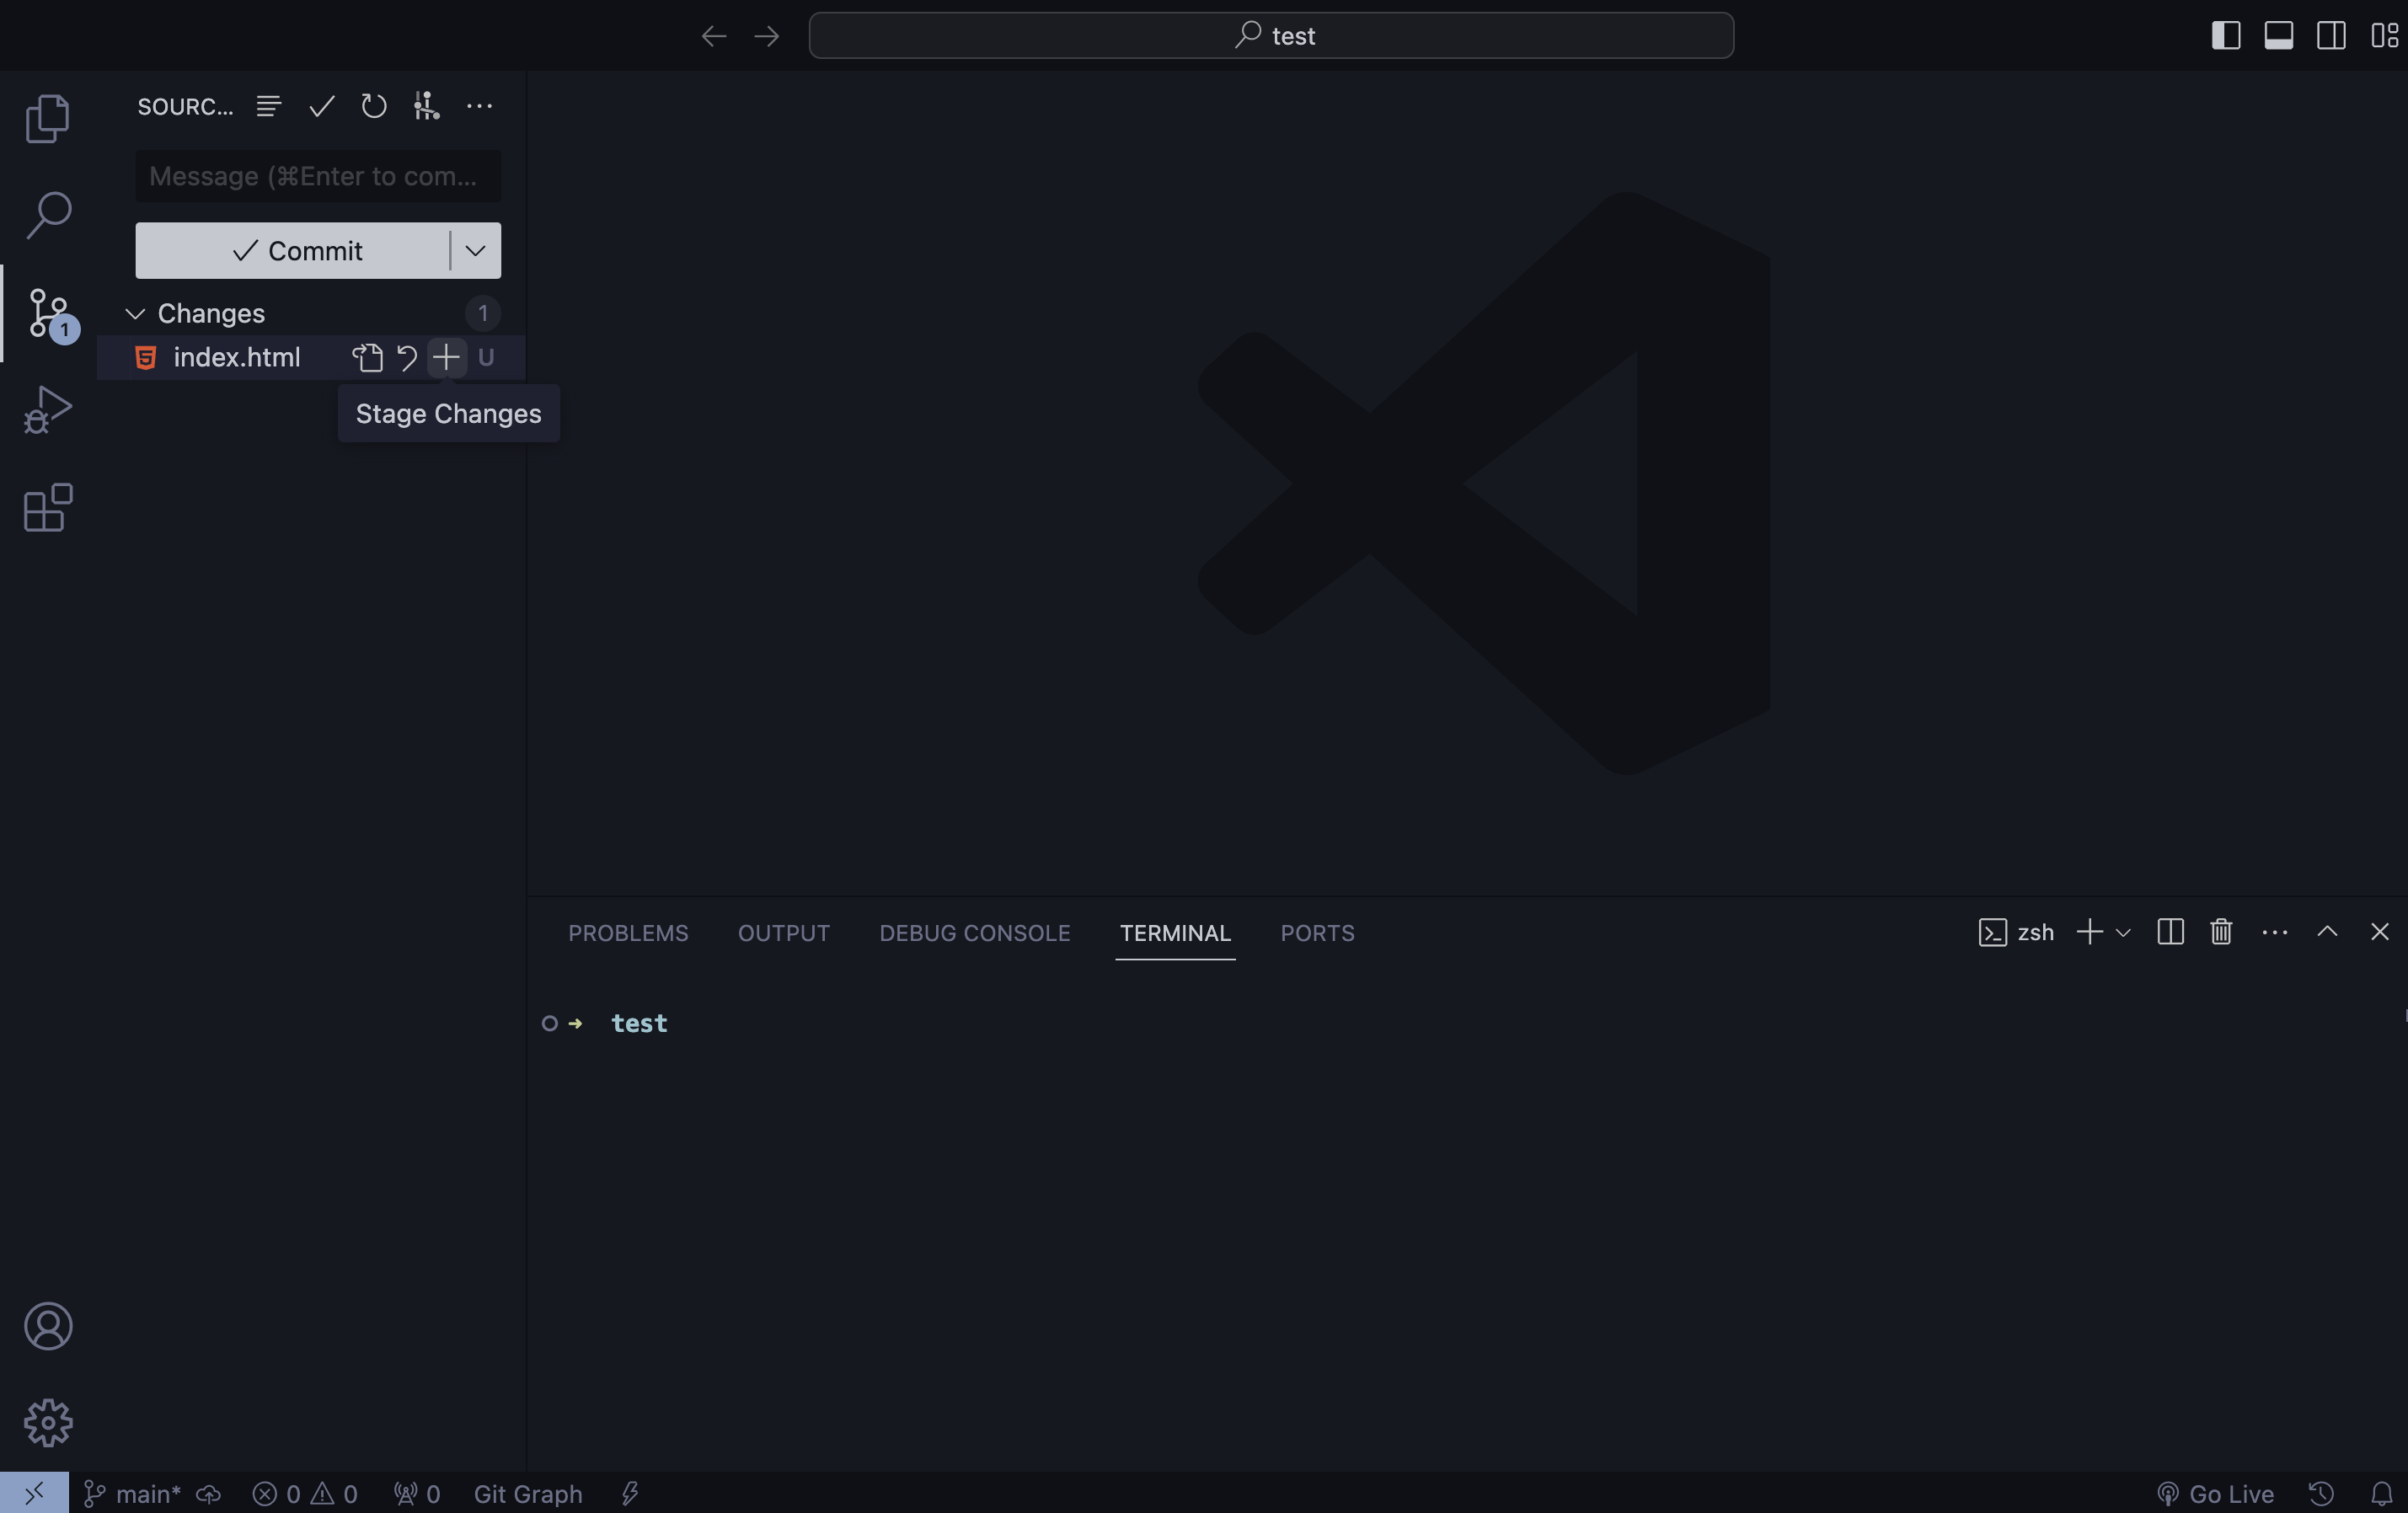 test
SOURC...
Message (⌘Enter to com...
Commit
Changes 1
1
index.html U
Stage Changes
PROBLEMS OUTPUT DEBUG CONSOLE TERMINAL PORTS zsh
test
main* 0 0 0 Git Graph Go Live